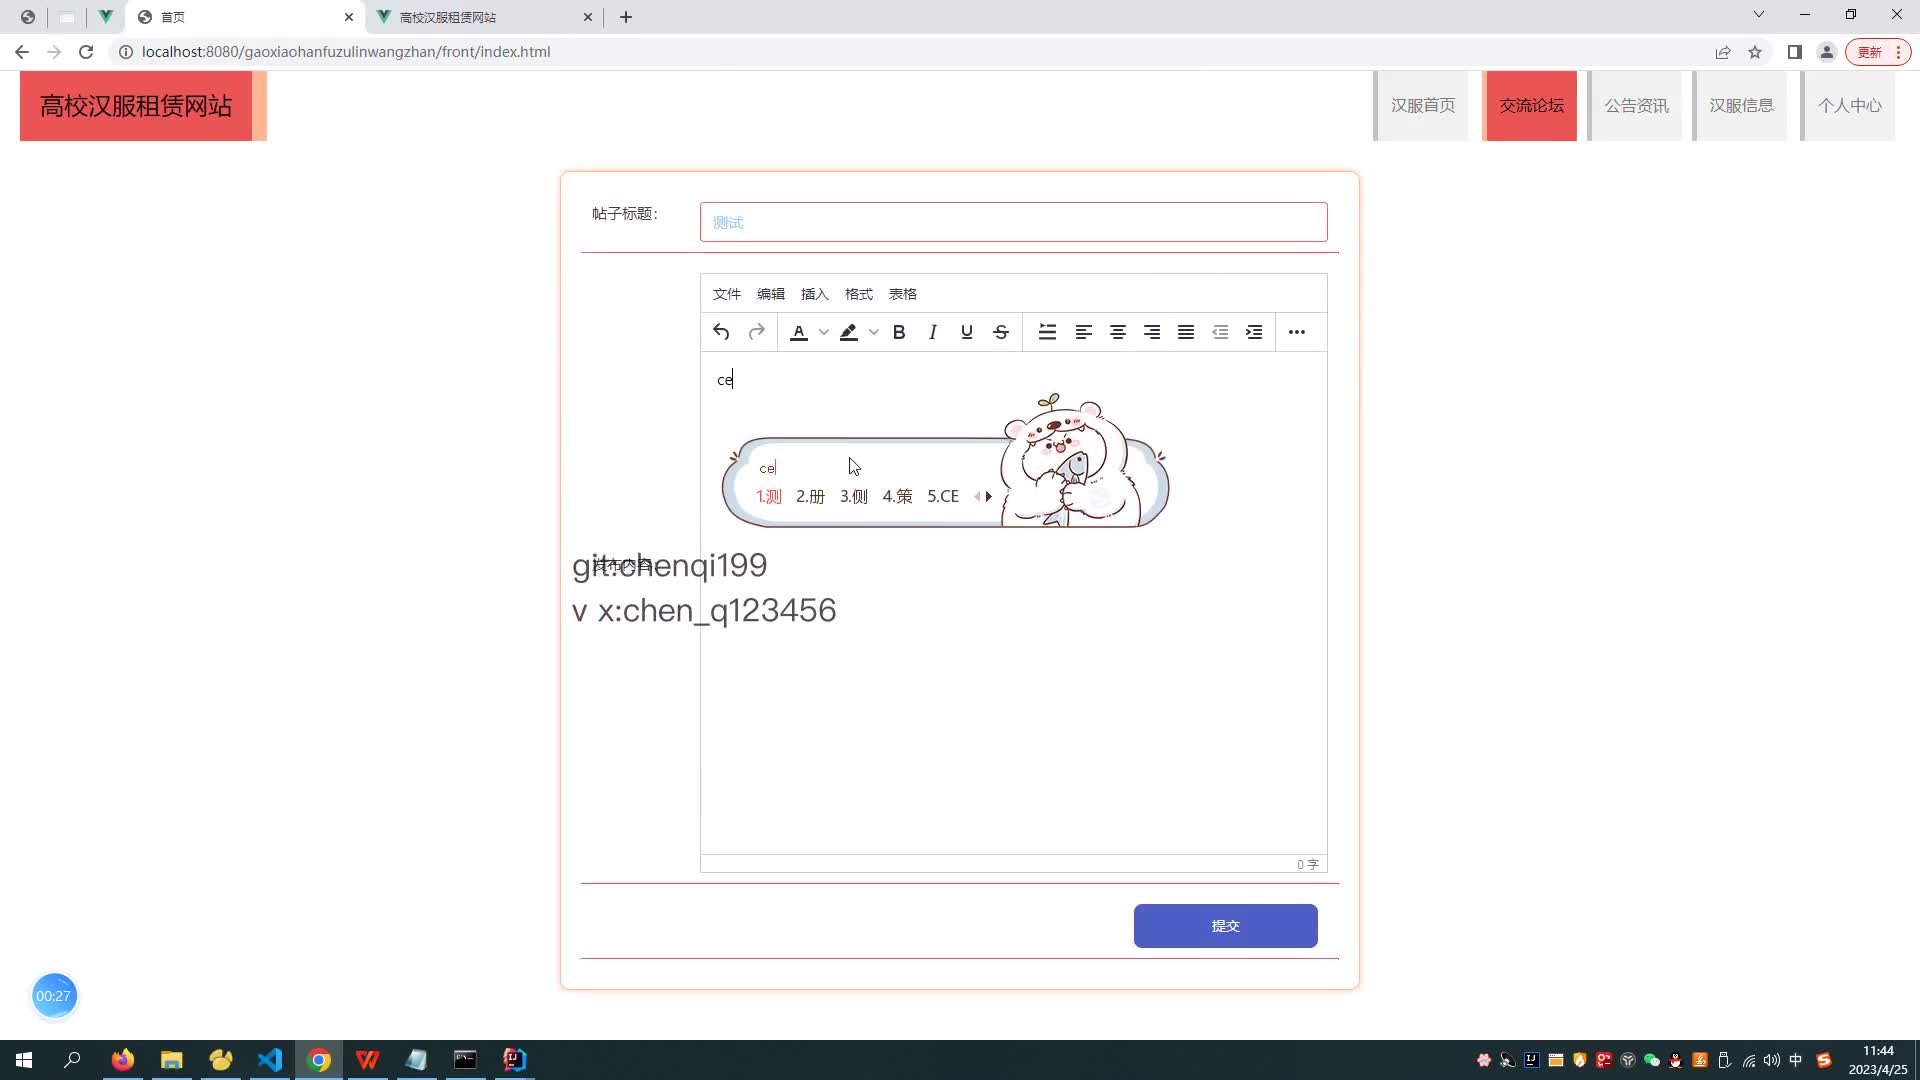 首页
高校汉服租赁网站
localhost:8080/gaoxiaohanfuzulinwangzhan/front/index.html
更新
高校汉服租赁网站
汉服首页
交流论坛
公告资讯
汉服信息
个人中心
帖子标题：
测试
文件 编辑 插入 格式 表格
ce
ce
1.测 2.册 3.侧 4.策 5.CE
发布内容：
git:chenqi199
v x:chen_q123456
0 字
提交
00:27
中
11:44
2023/4/25